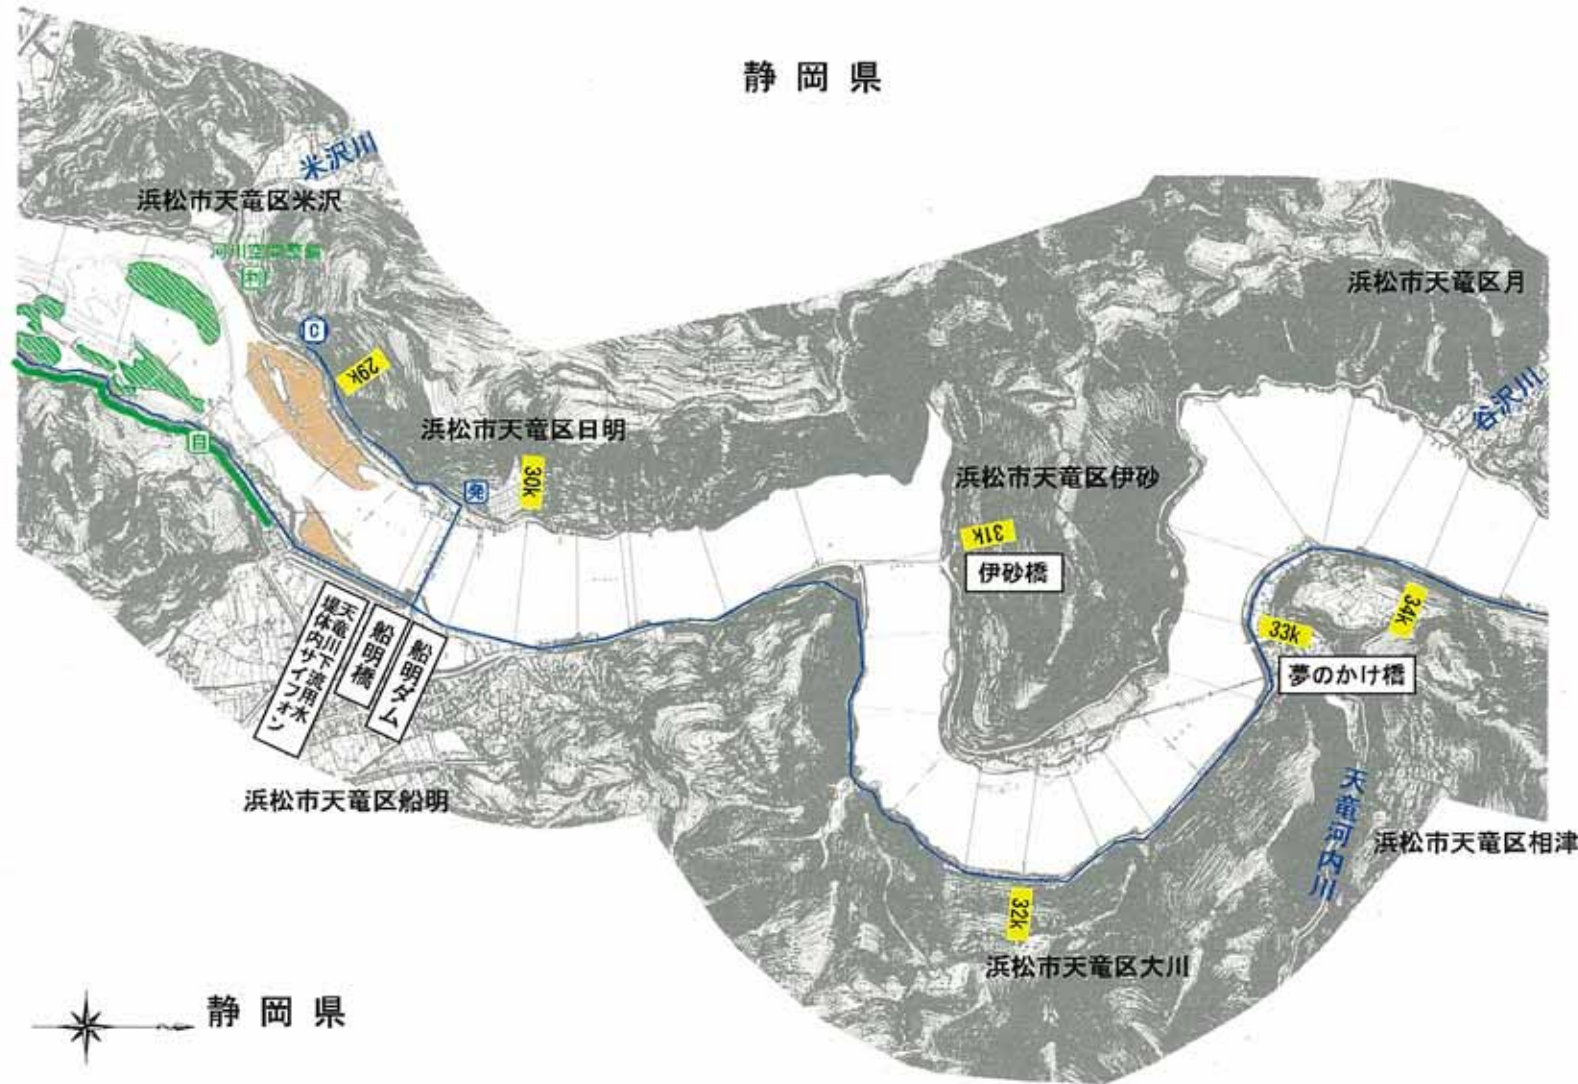 静岡県
米沢川
浜松市天竜区米沢
河川空間整備
村
浜松市天竜区月
C
29k
谷沢川
浜松市天竜区日明
自
発
30k
浜松市天竜区伊砂
31k
伊砂橋
34k
33k
夢のかけ橋
船明ダム
船明橋
天竜川下流用水
堤体内サイフォン
浜松市天竜区船明
天竜河内川
浜松市天竜区相津
32k
浜松市天竜区大川
静岡県